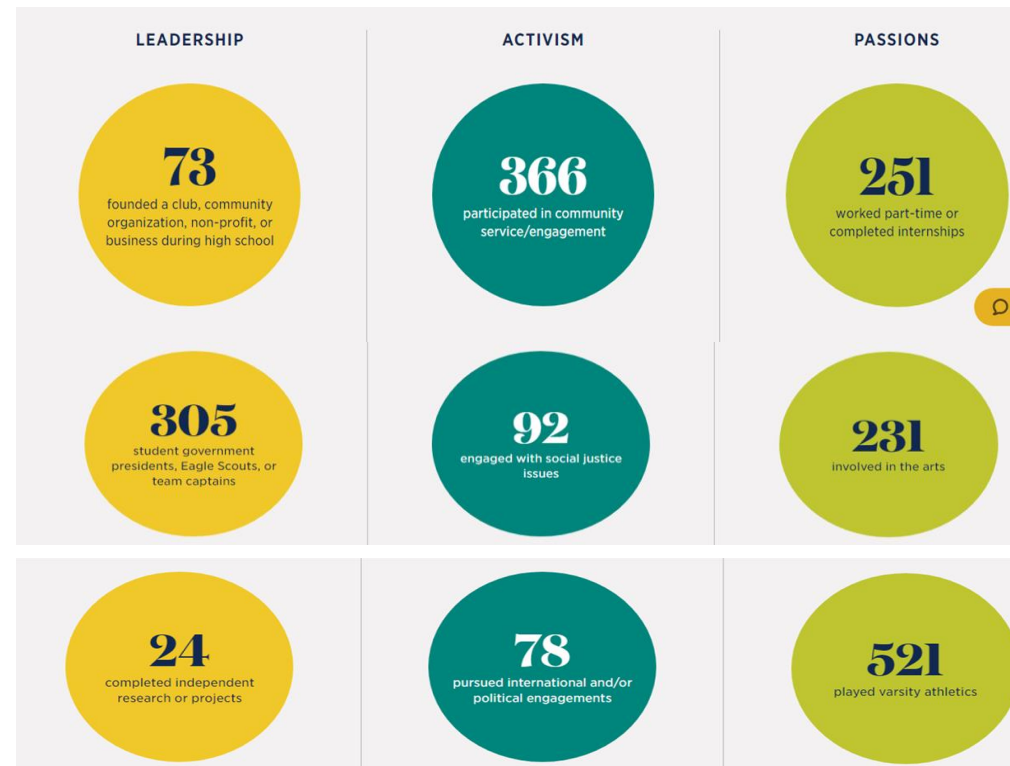 LEADERSHIP
ACTIVISM
PASSIONS
73
founded a club, community
organization, non-profit, or
business during high school
366
participated in community
service/engagement
251
worked part-time or
completed internships
305
student government
presidents, Eagle Scouts, or
team captains
92
engaged with social justice
issues
231
involved in the arts
24
completed independent
research or projects
78
pursued international and/or
political engagements
521
played varsity athletics